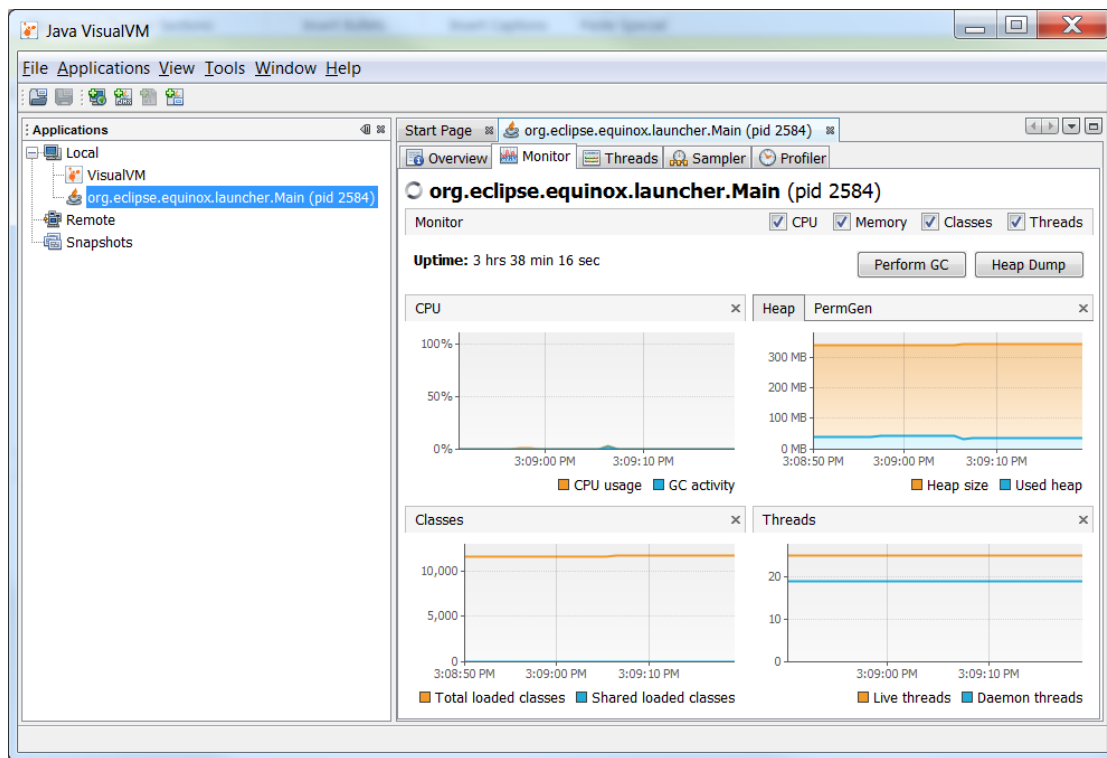 Java VisualVM
File Applications View Tools Window Help
Applications
Local
VisualVM
org.eclipse.equinox.launcher.Main (pid 2584)
Remote
Snapshots
Start Page org.eclipse.equinox.launcher.Main (pid 2584)
Overview Monitor Threads Sampler Profiler
org.eclipse.equinox.launcher.Main (pid 2584)
Monitor CPU Memory Classes Threads
Uptime: 3 hrs 38 min 16 sec Perform GC Heap Dump
CPU
100%
50%
0%
3:09:00 PM 3:09:10 PM
CPU usage GC activity
Heap PermGen
300 MB
200 MB
100 MB
0 MB
3:08:50 PM 3:09:00 PM 3:09:10 PM
Heap size Used heap
Classes
10,000
5,000
0
3:08:50 PM 3:09:00 PM 3:09:10 PM
Total loaded classes Shared loaded classes
Threads
20
10
0
3:09:00 PM 3:09:10 PM
Live threads Daemon threads